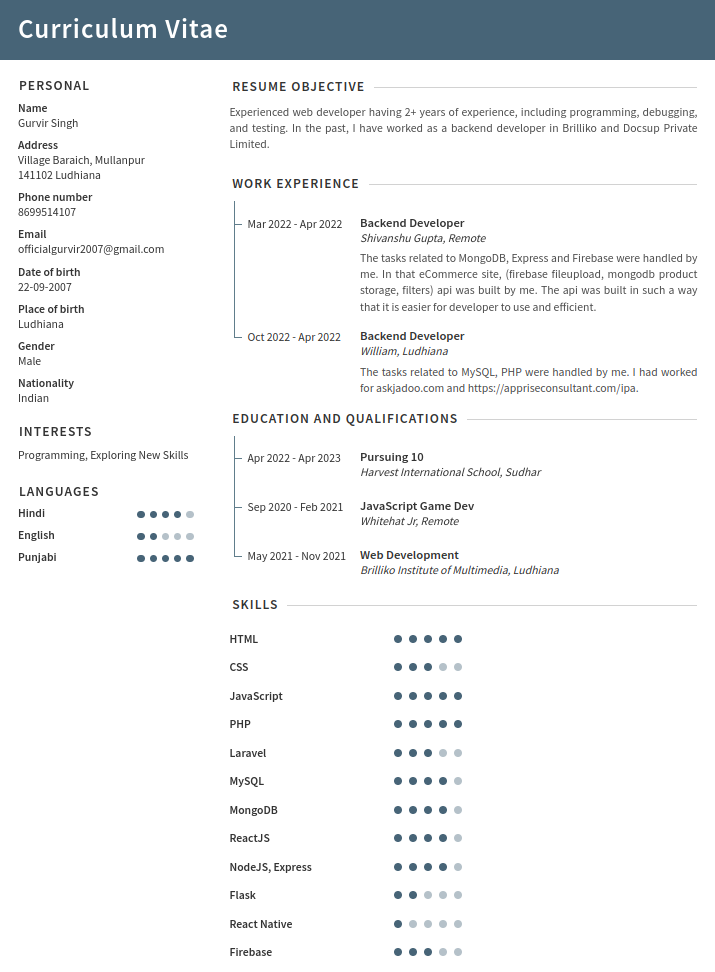 Curriculum Vitae
PERSONAL
Name
Gurvir Singh
Address
Village Baraich, Mullanpur
141102 Ludhiana
Phone number
8699514107
Email
officialgurvir2007@gmail.com
Date of birth
22-09-2007
Place of birth
Ludhiana
Gender
Male
Nationality
Indian
INTERESTS
Programming, Exploring New Skills
LANGUAGES
Hindi
English
Punjabi
RESUME OBJECTIVE
Experienced web developer having 2+ years of experience, including programming, debugging,
and testing. In the past, I have worked as a backend developer in Brilliko and Docsup Private
Limited.
WORK EXPERIENCE
Mar 2022 - Apr 2022 Backend Developer
Shivanshu Gupta, Remote
The tasks related to MongoDB, Express and Firebase were handled by
me. In that eCommerce site, (firebase fileupload, mongodb product
storage, filters) api was built by me. The api was built in such a way
that it is easier for developer to use and efficient.
Oct 2022 - Apr 2022 Backend Developer
William, Ludhiana
The tasks related to MySQL, PHP were handled by me. I had worked
for askjadoo.com and https://appriseconsultant.com/ipa.
EDUCATION AND QUALIFICATIONS
Apr 2022 - Apr 2023 Pursuing 10
Harvest International School, Sudhar
Sep 2020 - Feb 2021 JavaScript Game Dev
Whitehat Jr, Remote
May 2021 - Nov 2021 Web Development
Brilliko Institute of Multimedia, Ludhiana
SKILLS
HTML
CSS
JavaScript
PHP
Laravel
MySQL
MongoDB
ReactJS
NodeJS, Express
Flask
React Native
Firebase